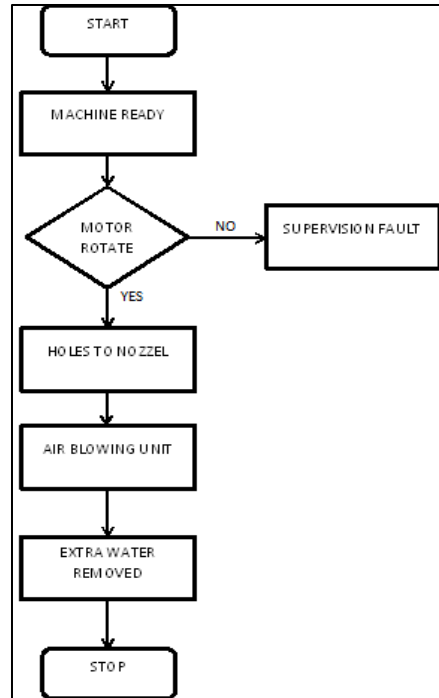 START
MACHINE READY
MOTOR
ROTATE
NO
SUPERVISION FAULT
YES
HOLES TO NOZZEL
AIR BLOWING UNIT
EXTRA WATER
REMOVED
STOP